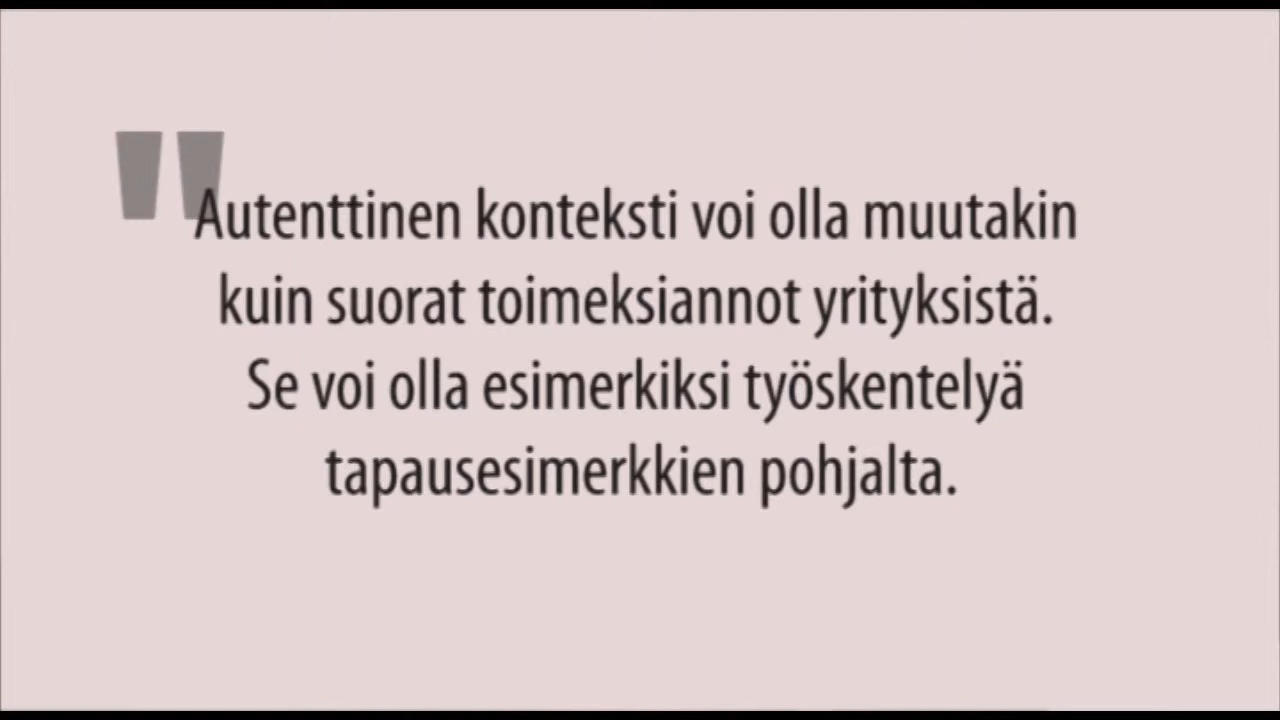 "Autenttinen konteksti voi olla muutakin
kuin suorat toimeksiannot yrityksistä.
Se voi olla esimerkiksi työskentelyä
tapausesimerkkien pohjalta.